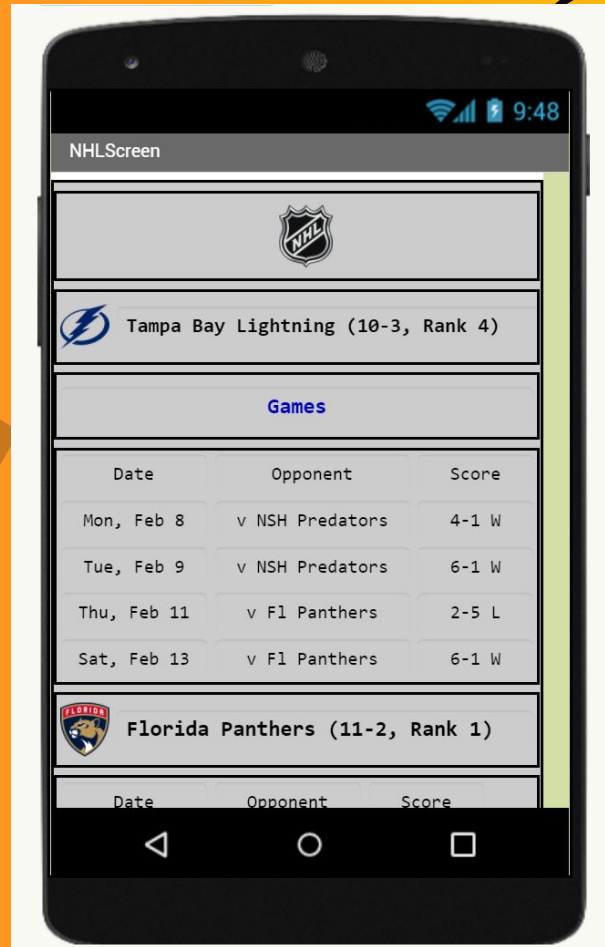 9:48
NHLScreen
NHL
Tampa Bay Lightning (10-3, Rank 4)
Games
Date Opponent Score
Mon, Feb 8 v NSH Predators 4-1 W
Tue, Feb 9 v NSH Predators 6-1 W
Thu, Feb 11 v Fl Panthers 2-5 L
Sat, Feb 13 v Fl Panthers 6-1 W
FLORIDA
Florida Panthers (11-2, Rank 1)
Date Opponent Score